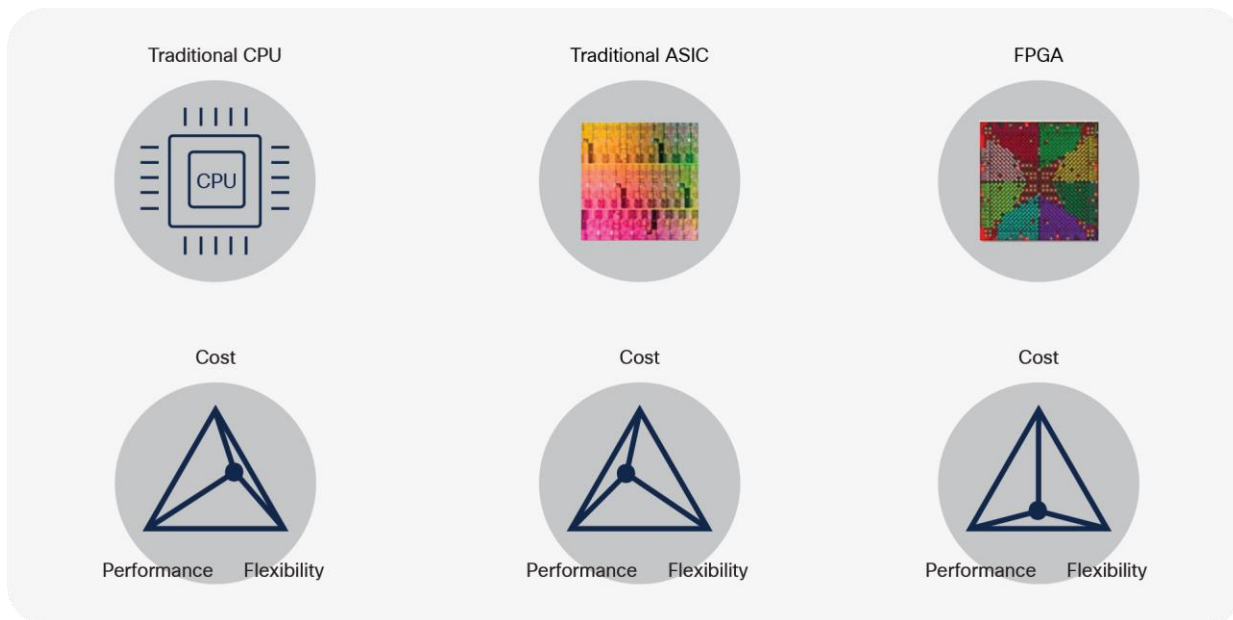 Traditional CPU
Traditional ASIC
FPGA
CPU
Cost
Cost
Cost
Performance Flexibility
Performance Flexibility
Performance Flexibility